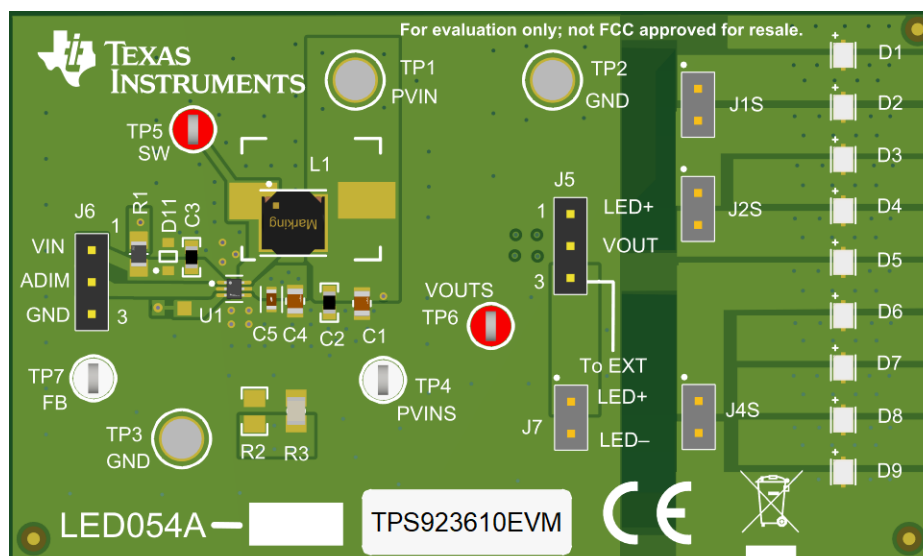 For evaluation only; not FCC approved for resale.
TEXAS
INSTRUMENTS
TP1
PVIN
TP2
GND
TP5
SW
L1
Marking
J6
1
VIN
ADIM
GND
3
R1
D11
C3
U1
C5
C4
C2
C1
J5
1
3
LED+
VOUT
VOUTS
TP6
To EXT
LED+
J7
LED–
TP7
FB
TP4
PVINS
TP3
GND
R2
R3
J1S
J2S
J4S
+
D1
+
D2
+
D3
+
D4
+
D5
+
D6
+
D7
+
D8
+
D9
LED054A–
TPS923610EVM
CE